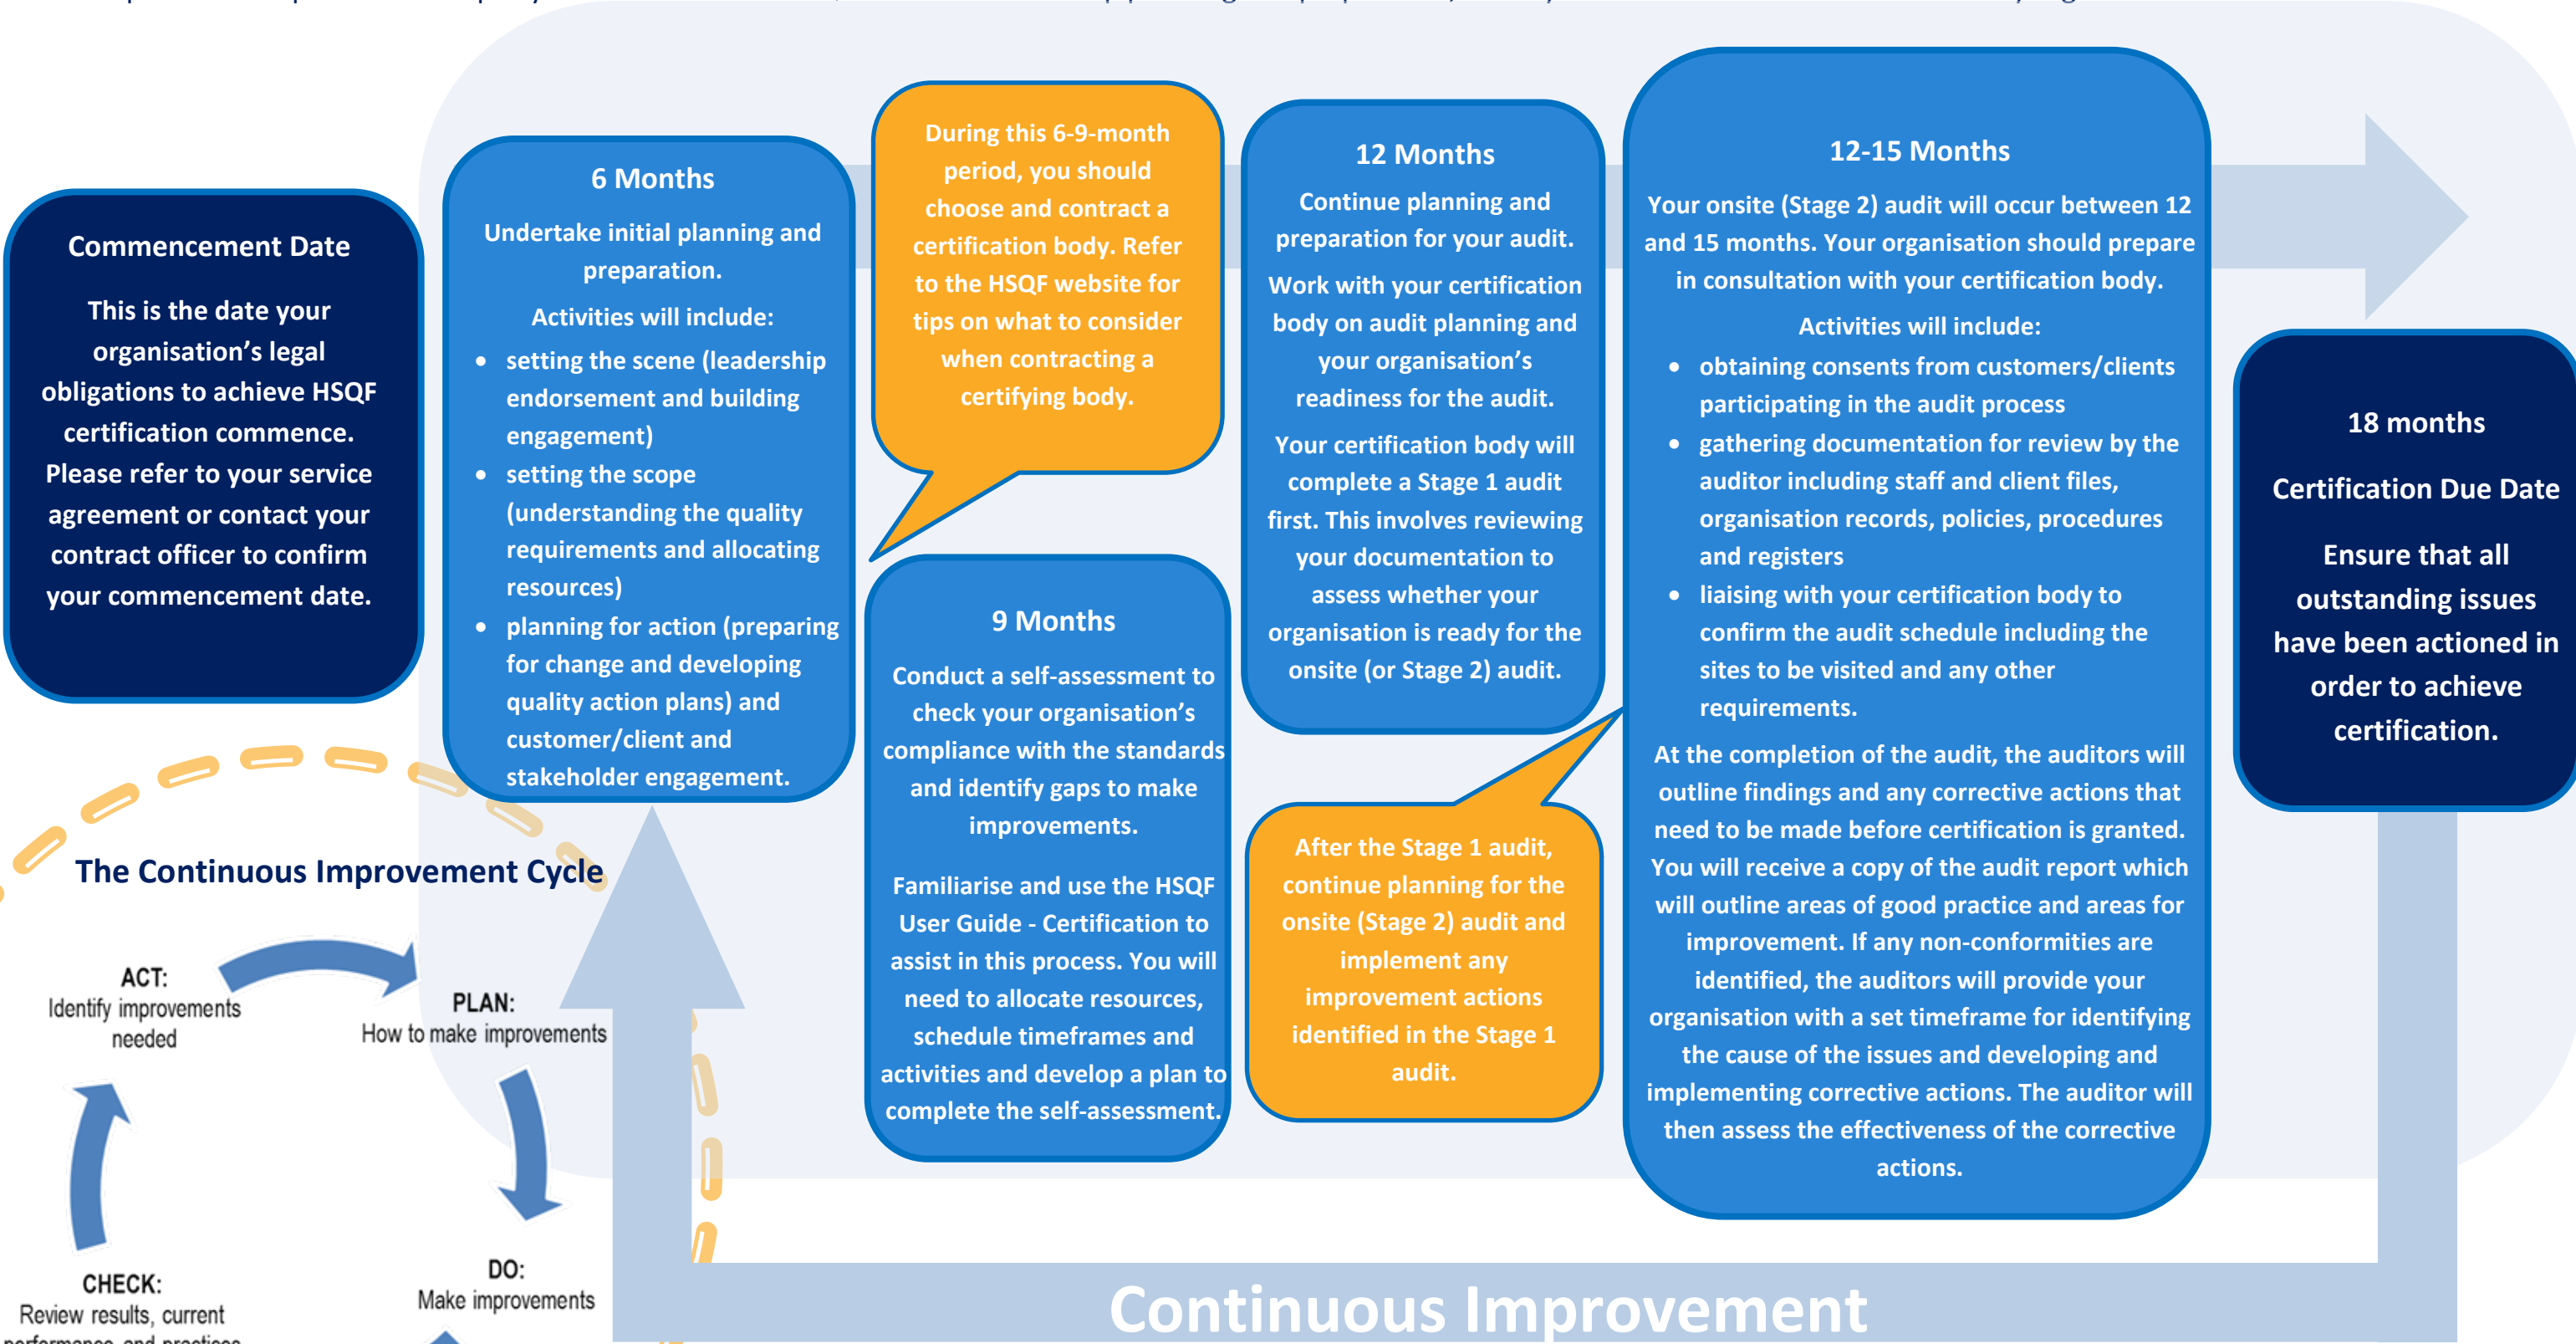 Commencement Date
This is the date your
organisation’s legal
obligations to achieve HSQF
certification commence.
Please refer to your service
agreement or contact your
contract officer to confirm
your commencement date.
6 Months
Undertake initial planning and
preparation.
Activities will include:
• setting the scene (leadership
endorsement and building
engagement)
• setting the scope
(understanding the quality
requirements and allocating
resources)
• planning for action (preparing
for change and developing
quality action plans) and
customer/client and
stakeholder engagement.
During this 6-9-month
period, you should
choose and contract a
certification body. Refer
to the HSQF website for
tips on what to consider
when contracting a
certifying body.
9 Months
Conduct a self-assessment to
check your organisation’s
compliance with the standards
and identify gaps to make
improvements.
Familiarise and use the HSQF
User Guide - Certification to
assist in this process. You will
need to allocate resources,
schedule timeframes and
activities and develop a plan to
complete the self-assessment.
12 Months
Continue planning and
preparation for your audit.
Work with your certification
body on audit planning and
your organisation’s
readiness for the audit.
Your certification body will
complete a Stage 1 audit
first. This involves reviewing
your documentation to
assess whether your
organisation is ready for the
onsite (or Stage 2) audit.
After the Stage 1 audit,
continue planning for the
onsite (Stage 2) audit and
implement any
improvement actions
identified in the Stage 1
audit.
12-15 Months
Your onsite (Stage 2) audit will occur between 12
and 15 months. Your organisation should prepare
in consultation with your certification body.
Activities will include:
• obtaining consents from customers/clients
participating in the audit process
• gathering documentation for review by the
auditor including staff and client files,
organisation records, policies, procedures
and registers
• liaising with your certification body to
confirm the audit schedule including the
sites to be visited and any other
requirements.
At the completion of the audit, the auditors will
outline findings and any corrective actions that
need to be made before certification is granted.
You will receive a copy of the audit report which
will outline areas of good practice and areas for
improvement. If any non-conformities are
identified, the auditors will provide your
organisation with a set timeframe for identifying
the cause of the issues and developing and
implementing corrective actions. The auditor will
then assess the effectiveness of the corrective
actions.
18 months
Certification Due Date
Ensure that all
outstanding issues
have been actioned in
order to achieve
certification.
The Continuous Improvement Cycle
ACT:
Identify improvements
needed
PLAN:
How to make improvements
DO:
Make improvements
CHECK:
Review results, current
performance and practices
Continuous Improvement